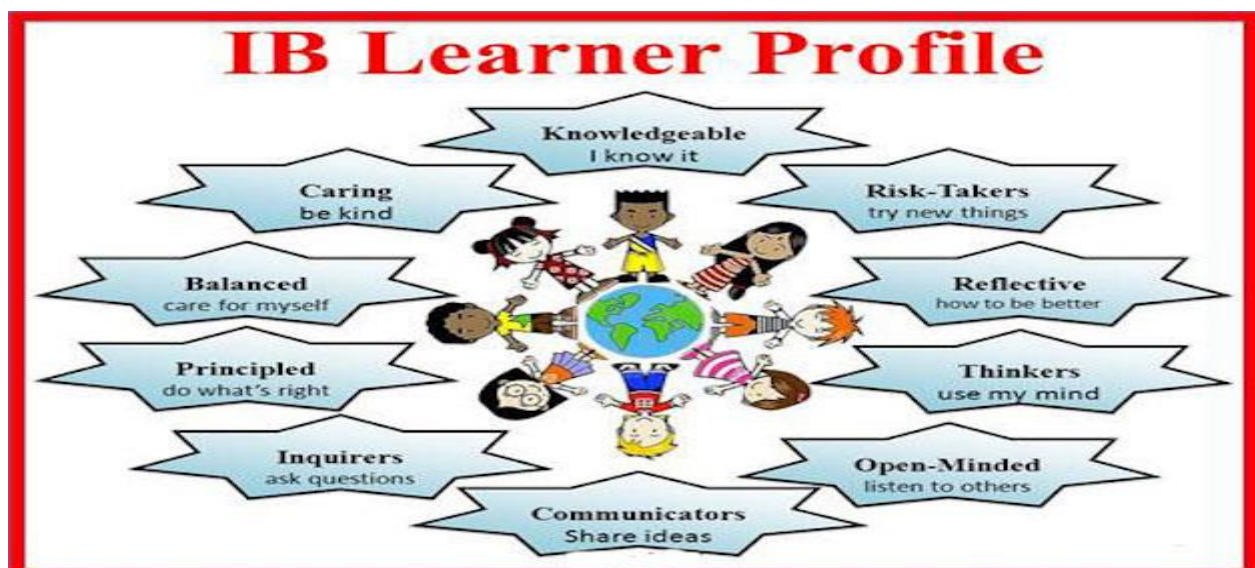 IB Learner Profile
Knowledgeable
I know it
Caring
be kind
Risk-Takers
try new things
Balanced
care for myself
Reflective
how to be better
Principled
do what's right
Thinkers
use my mind
Inquirers
ask questions
Open-Minded
listen to others
Communicators
Share ideas